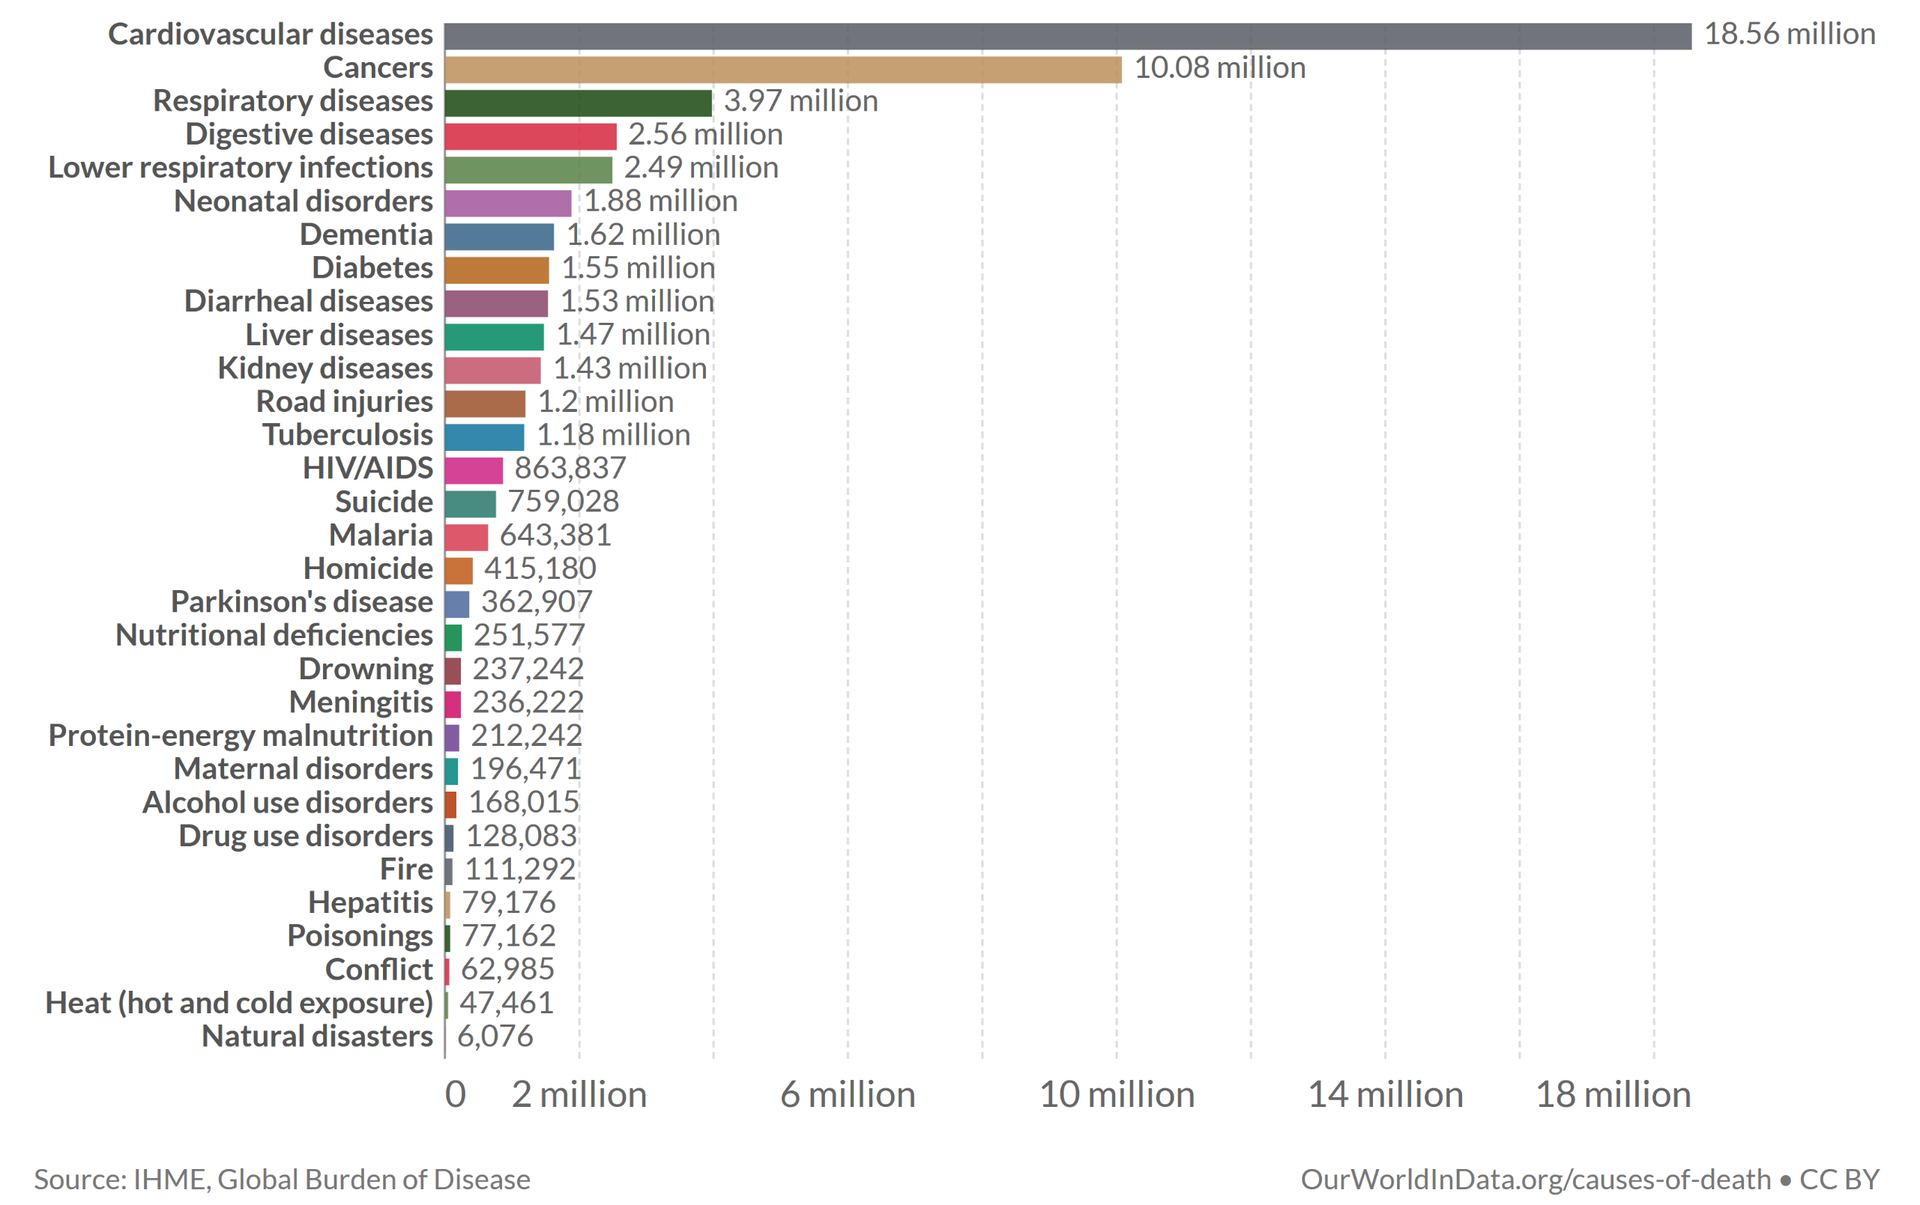 Cardiovascular diseases 18.56 million
Cancers 10.08 million
Respiratory diseases 3.97 million
Digestive diseases 2.56 million
Lower respiratory infections 2.49 million
Neonatal disorders 1.88 million
Dementia 1.62 million
Diabetes 1.55 million
Diarrheal diseases 1.53 million
Liver diseases 1.47 million
Kidney diseases 1.43 million
Road injuries 1.2 million
Tuberculosis 1.18 million
HIV/AIDS 863,837
Suicide 759,028
Malaria 643,381
Homicide 415,180
Parkinson's disease 362,907
Nutritional deficiencies 251,577
Drowning 237,242
Meningitis 236,222
Protein-energy malnutrition 212,242
Maternal disorders 196,471
Alcohol use disorders 168,015
Drug use disorders 128,083
Fire 111,292
Hepatitis 79,176
Poisonings 77,162
Conflict 62,985
Heat (hot and cold exposure) 47,461
Natural disasters 6,076
0 2 million 6 million 10 million 14 million 18 million
Source: IHME, Global Burden of Disease OurWorldInData.org/causes-of-death • CC BY